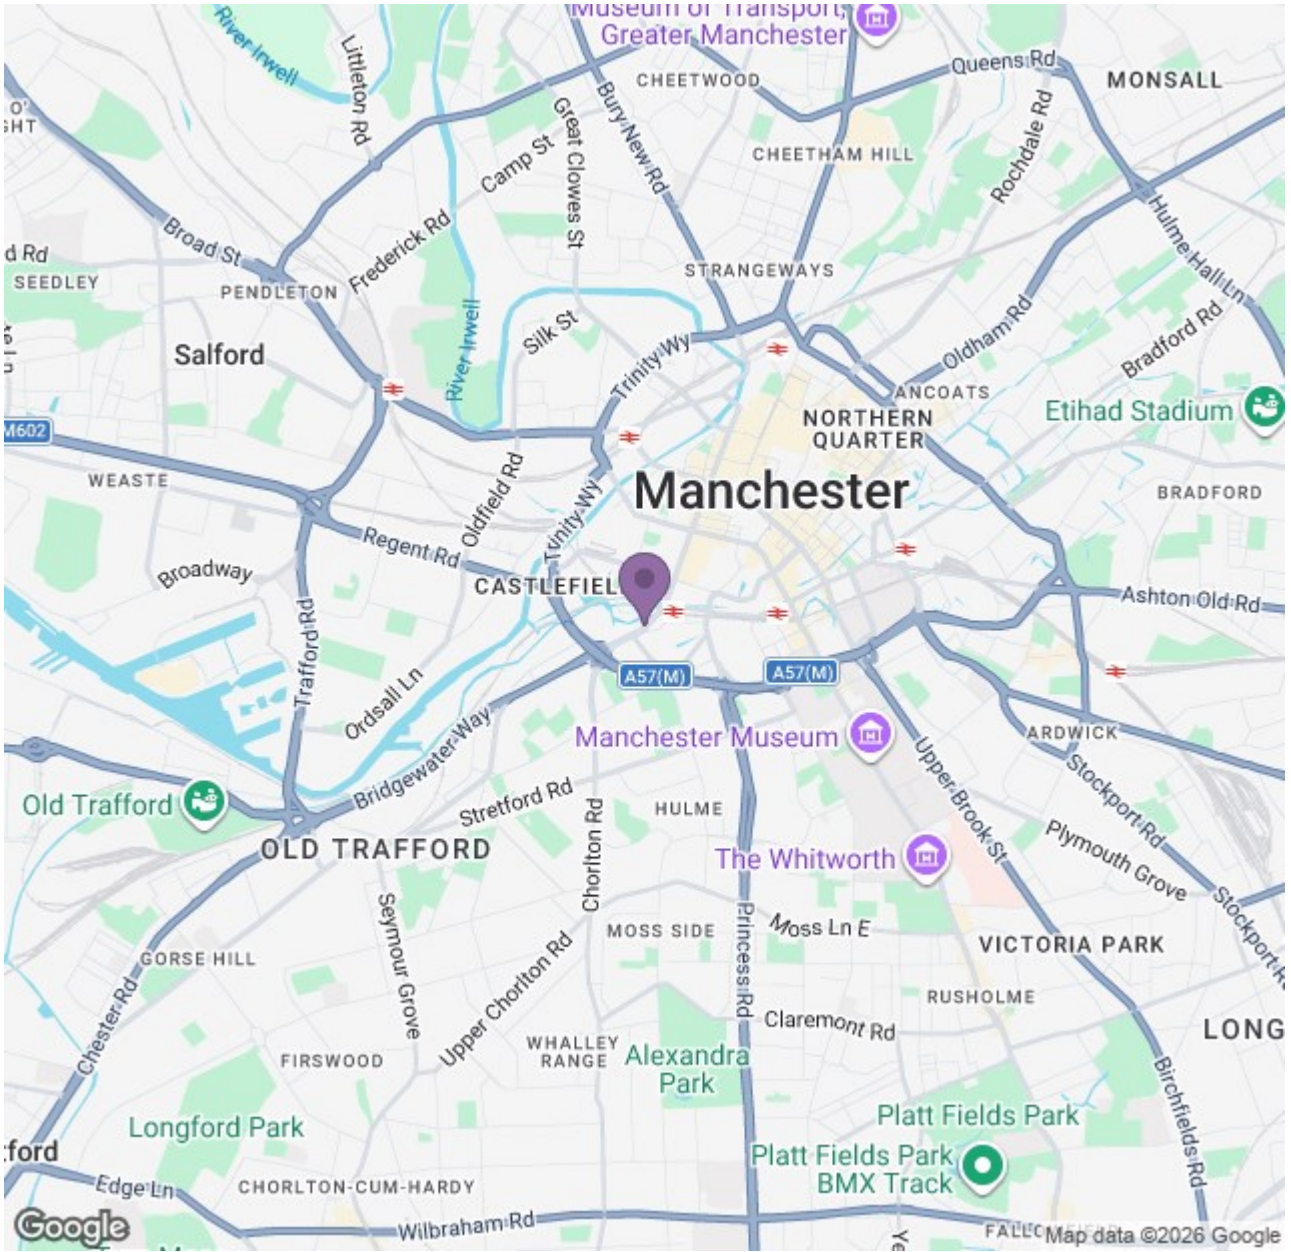 Museum of Transport,
Greater Manchester
River Irwell
Littleton Rd
CHEETWOOD
Queens Rd
MONSALL
O'
GHT
Great Clowes St
Bury New Rd
Rochdale Rd
Camp St
CHEETHAM HILL
Broad St
Frederick Rd
Hulme Hall Ln
d Rd
SEEDLEY
PENDLETON
STRANGEWAYS
River Irwell
Silk St
Trinity Wy
Oldham Rd
Bradford Rd
Salford
ANCOATS
NORTHERN
QUARTER
Etihad Stadium
M602
WEASTE
Oldfield Rd
Manchester
BRADFORD
Trinity Wy
Regent Rd
Broadway
CASTLEFIEL
Ashton Old Rd
Trafford Rd
Ordsall Ln
A57(M)
A57(M)
Bridgewater Way
Manchester Museum
Upper Brook St
ARDWICK
Stockport Rd
Old Trafford
Stretford Rd
HULME
OLD TRAFFORD
Chorlton Rd
The Whitworth
Plymouth Grove
Stockport R
Seymour Grove
MOSS SIDE
Princess Rd
Moss Ln E
VICTORIA PARK
GORSE HILL
Upper Chorlton Rd
RUSHOLME
Chester Rd
Claremont Rd
LONG
FIRSWOOD
WHALLEY
RANGE
Alexandra
Park
Birchfields Rd
Longford Park
Platt Fields Park
tford
Platt Fields Park
BMX Track
Edge Ln
CHORLTON-CUM-HARDY
Google
Wilbraham Rd
FALLO
Map data ©2026 Google